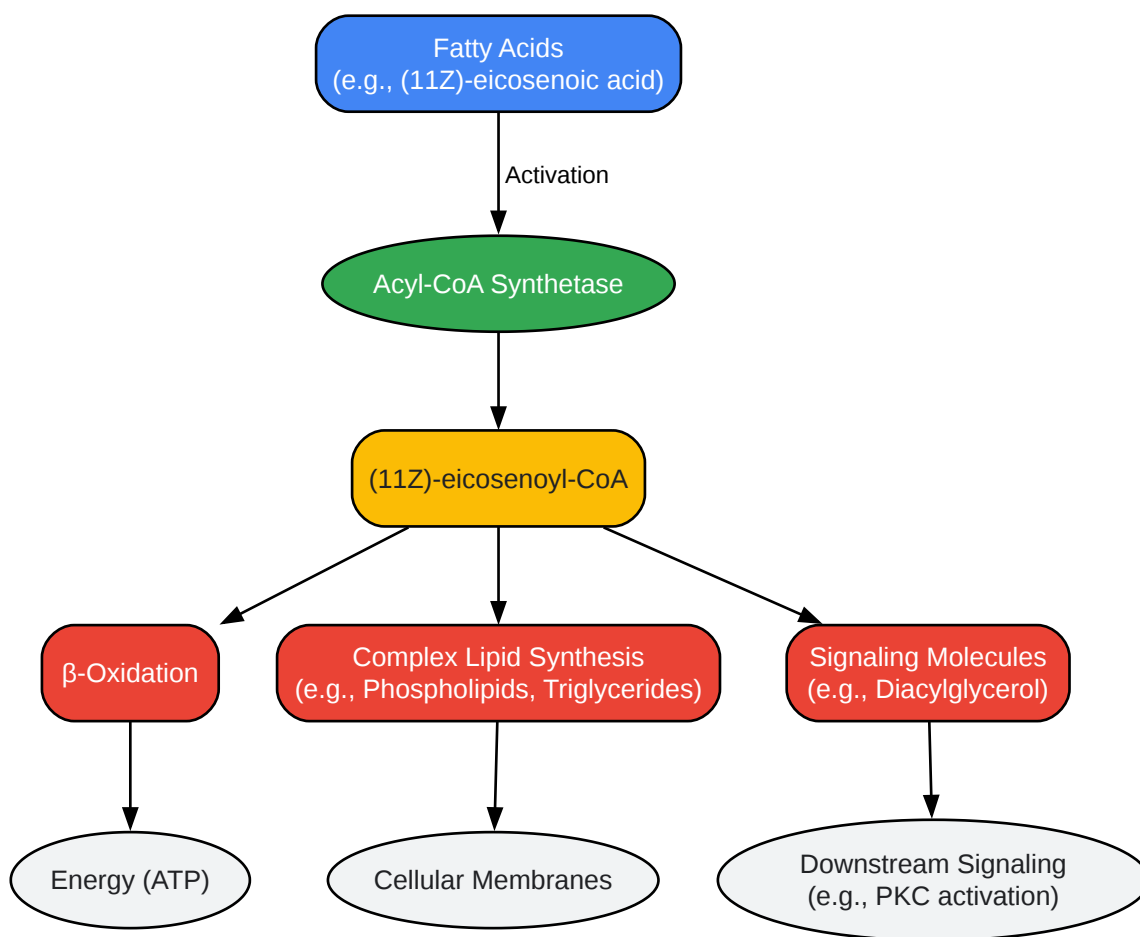 Fatty Acids
(e.g., (11Z)-eicosenoic acid)
Activation
Acyl-CoA Synthetase
(11Z)-eicosenoyl-CoA
β-Oxidation
Complex Lipid Synthesis
(e.g., Phospholipids, Triglycerides)
Signaling Molecules
(e.g., Diacylglycerol)
Energy (ATP)
Cellular Membranes
Downstream Signaling
(e.g., PKC activation)